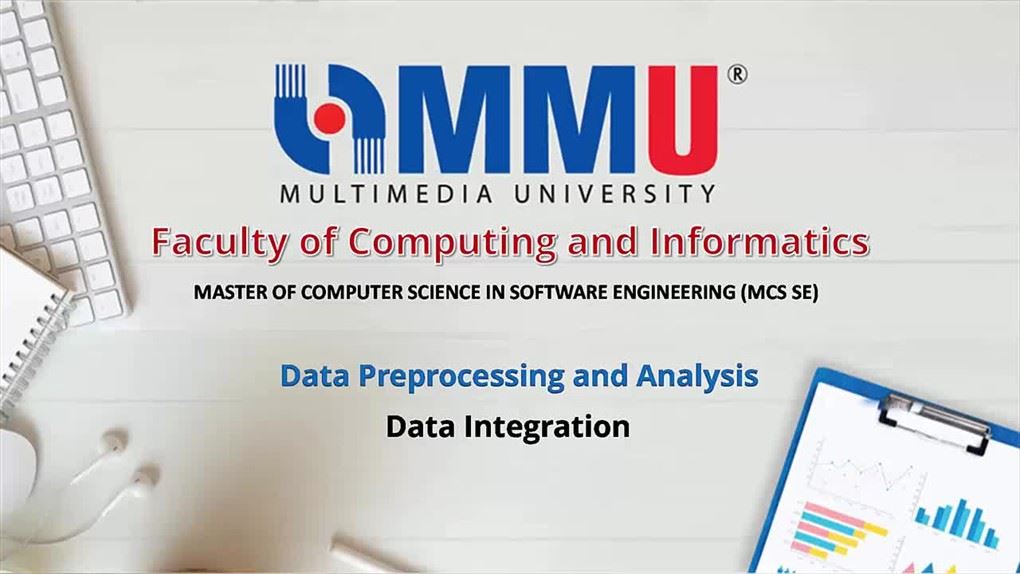 MMU®
MULTIMEDIA UNIVERSITY
Faculty of Computing and Informatics
MASTER OF COMPUTER SCIENCE IN SOFTWARE ENGINEERING (MCS SE)
Data Preprocessing and Analysis
Data Integration